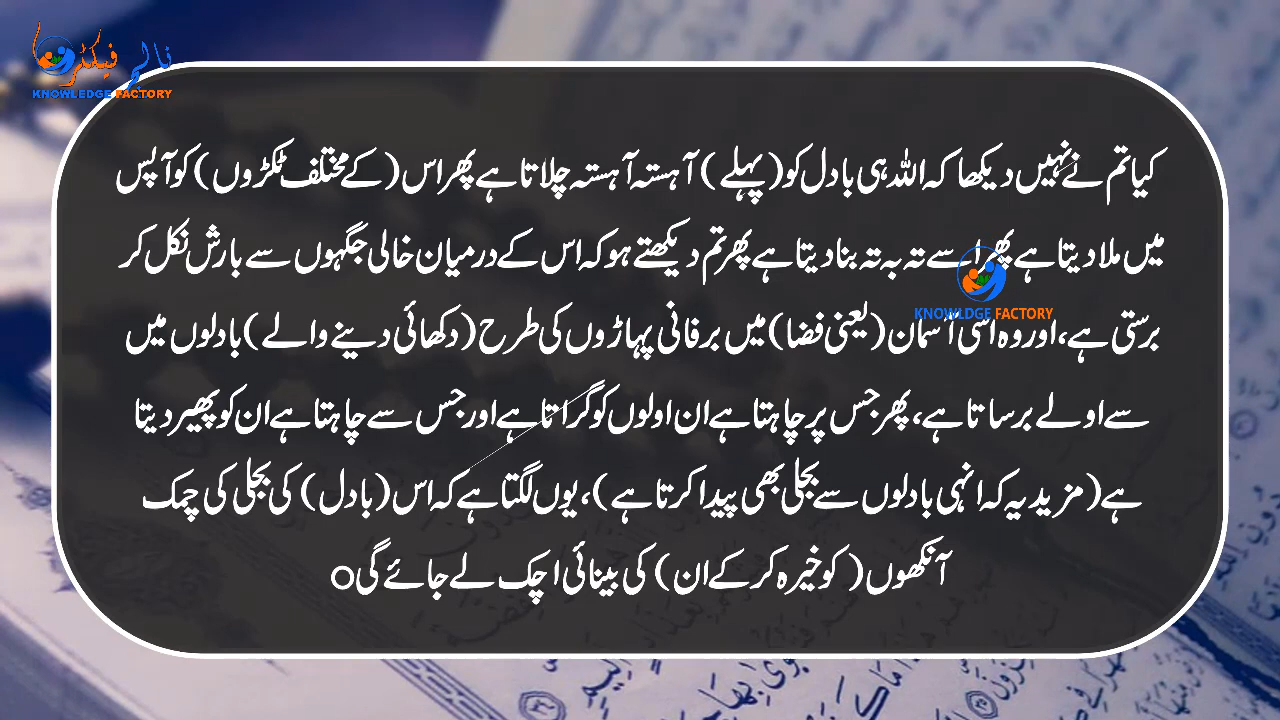 نالج فیکٹری
KNOWLEDGE FACTORY
کیا تم نے نہیں دیکھا کہ اللہ ہی بادل کو (پہلے) آہستہ آہستہ چلاتا ہے پھر اس (کے مختلف ٹکڑوں) کو آپس
میں ملا دیتا ہے پھر اسے تہ بہ تہ بنا دیتا ہے پھر تم دیکھتے ہو کہ اس کے درمیان خالی جگہوں سے بارش نکل کر
KNOWLEDGE FACTORY
برستی ہے، اور وہ اسی آسمان (یعنی فضا) میں برفانی پہاڑوں کی طرح (دکھائی دینے والے) بادلوں میں
سے اولے برساتا ہے، پھر جس پر چاہتا ہے ان اولوں کو گراتا ہے اور جس سے چاہتا ہے ان کو پھیر دیتا
ہے (مزید یہ کہ انہی بادلوں سے بجلی بھی پیدا کرتا ہے)، یوں لگتا ہے کہ اس (بادل) کی بجلی کی چمک
آنکھوں (کو خیرہ کر کے ان) کی بینائی اچک لے جائے گی○